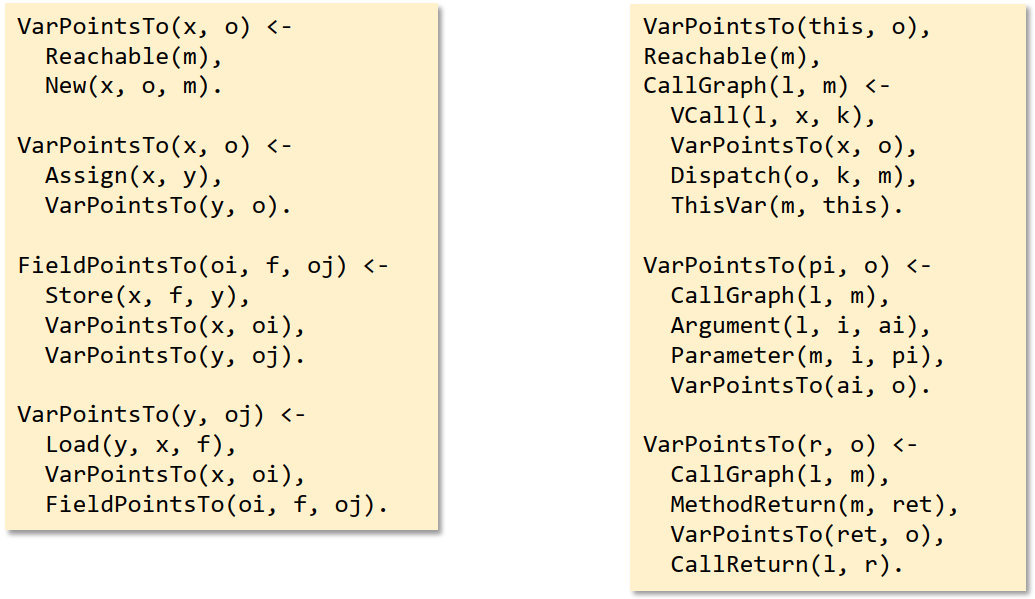 VarPointsTo(x, o) <-
  Reachable(m),
  New(x, o, m).

VarPointsTo(x, o) <-
  Assign(x, y),
  VarPointsTo(y, o).

FieldPointsTo(oi, f, oj) <-
  Store(x, f, y),
  VarPointsTo(x, oi),
  VarPointsTo(y, oj).

VarPointsTo(y, oj) <-
  Load(y, x, f),
  VarPointsTo(x, oi),
  FieldPointsTo(oi, f, oj).

VarPointsTo(this, o),
Reachable(m),
CallGraph(l, m) <-
  VCall(l, x, k),
  VarPointsTo(x, o),
  Dispatch(o, k, m),
  ThisVar(m, this).

VarPointsTo(pi, o) <-
  CallGraph(l, m),
  Argument(l, i, ai),
  Parameter(m, i, pi),
  VarPointsTo(ai, o).

VarPointsTo(r, o) <-
  CallGraph(l, m),
  MethodReturn(m, ret),
  VarPointsTo(ret, o),
  CallReturn(l, r).